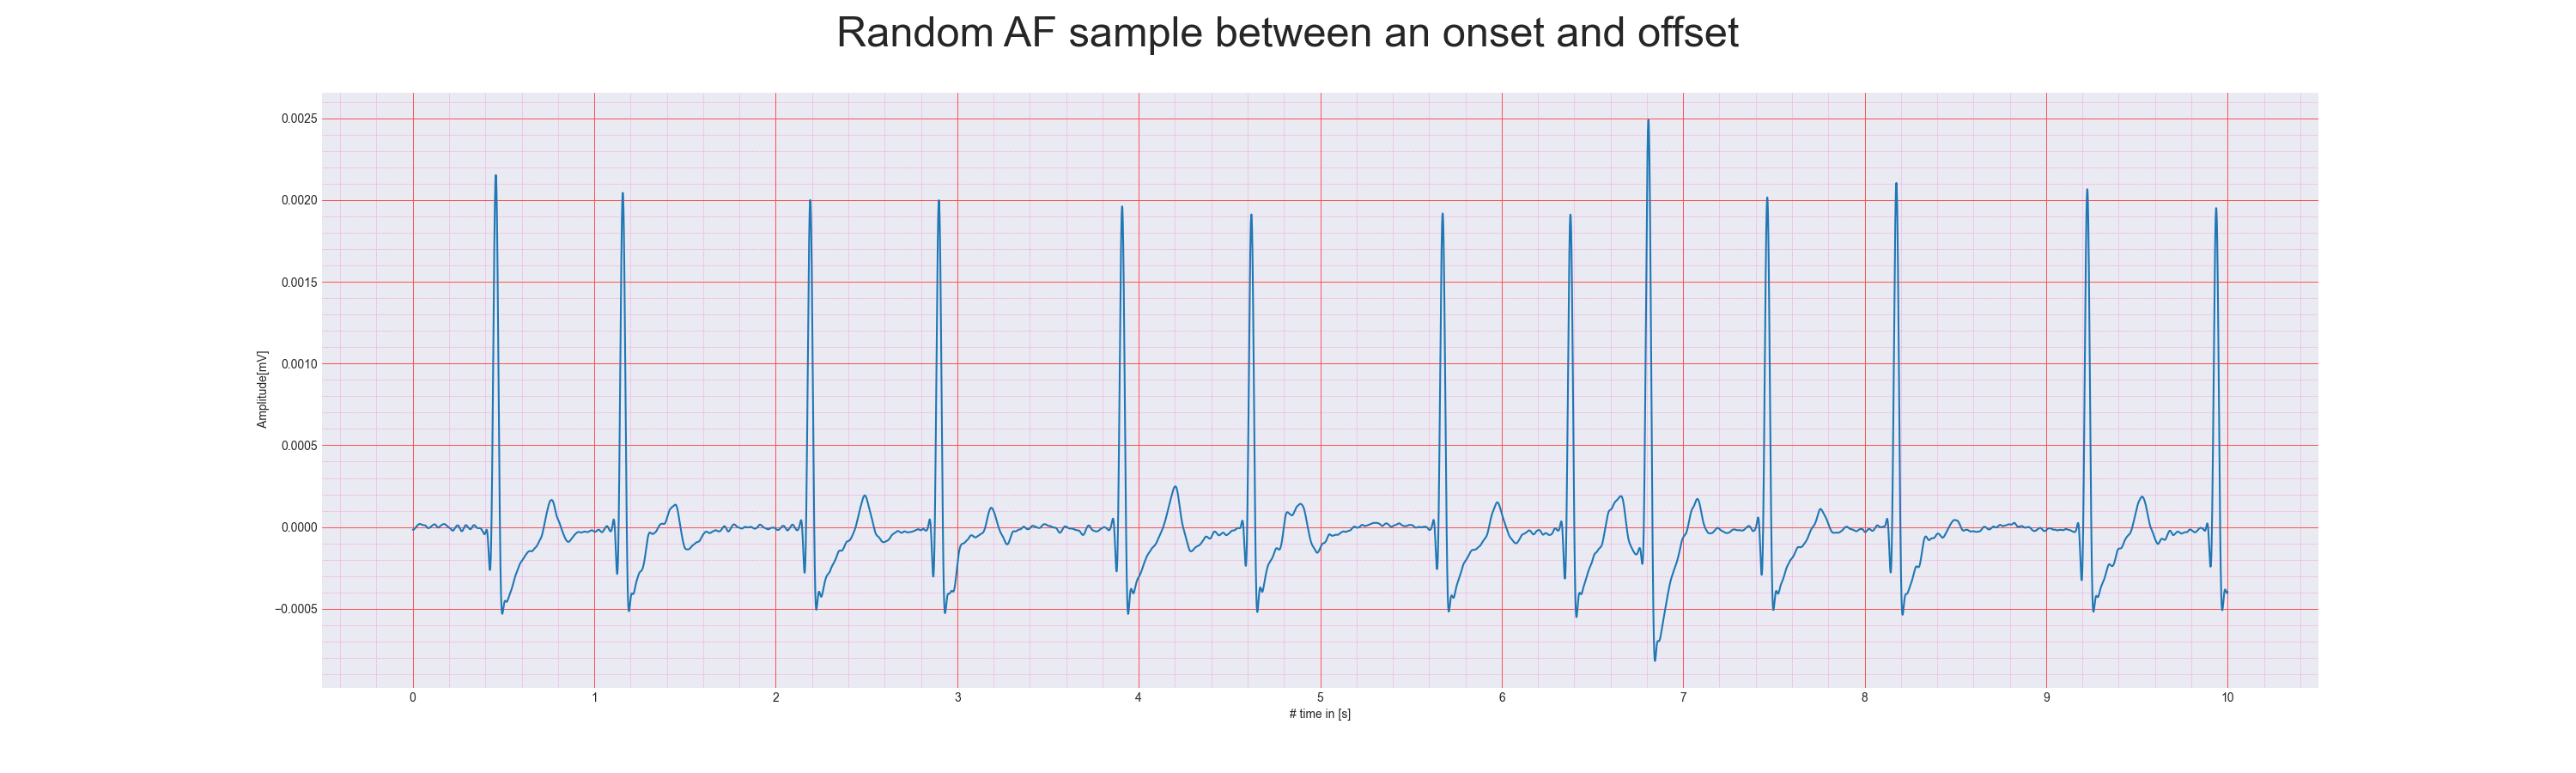 Random AF sample between an onset and offset
0.0025
0.0020
0.0015
0.0010
0.0005
0.0000
−0.0005
Amplitude[mV]
0 1 2 3 4 5 6 7 8 9 10
# time in [s]